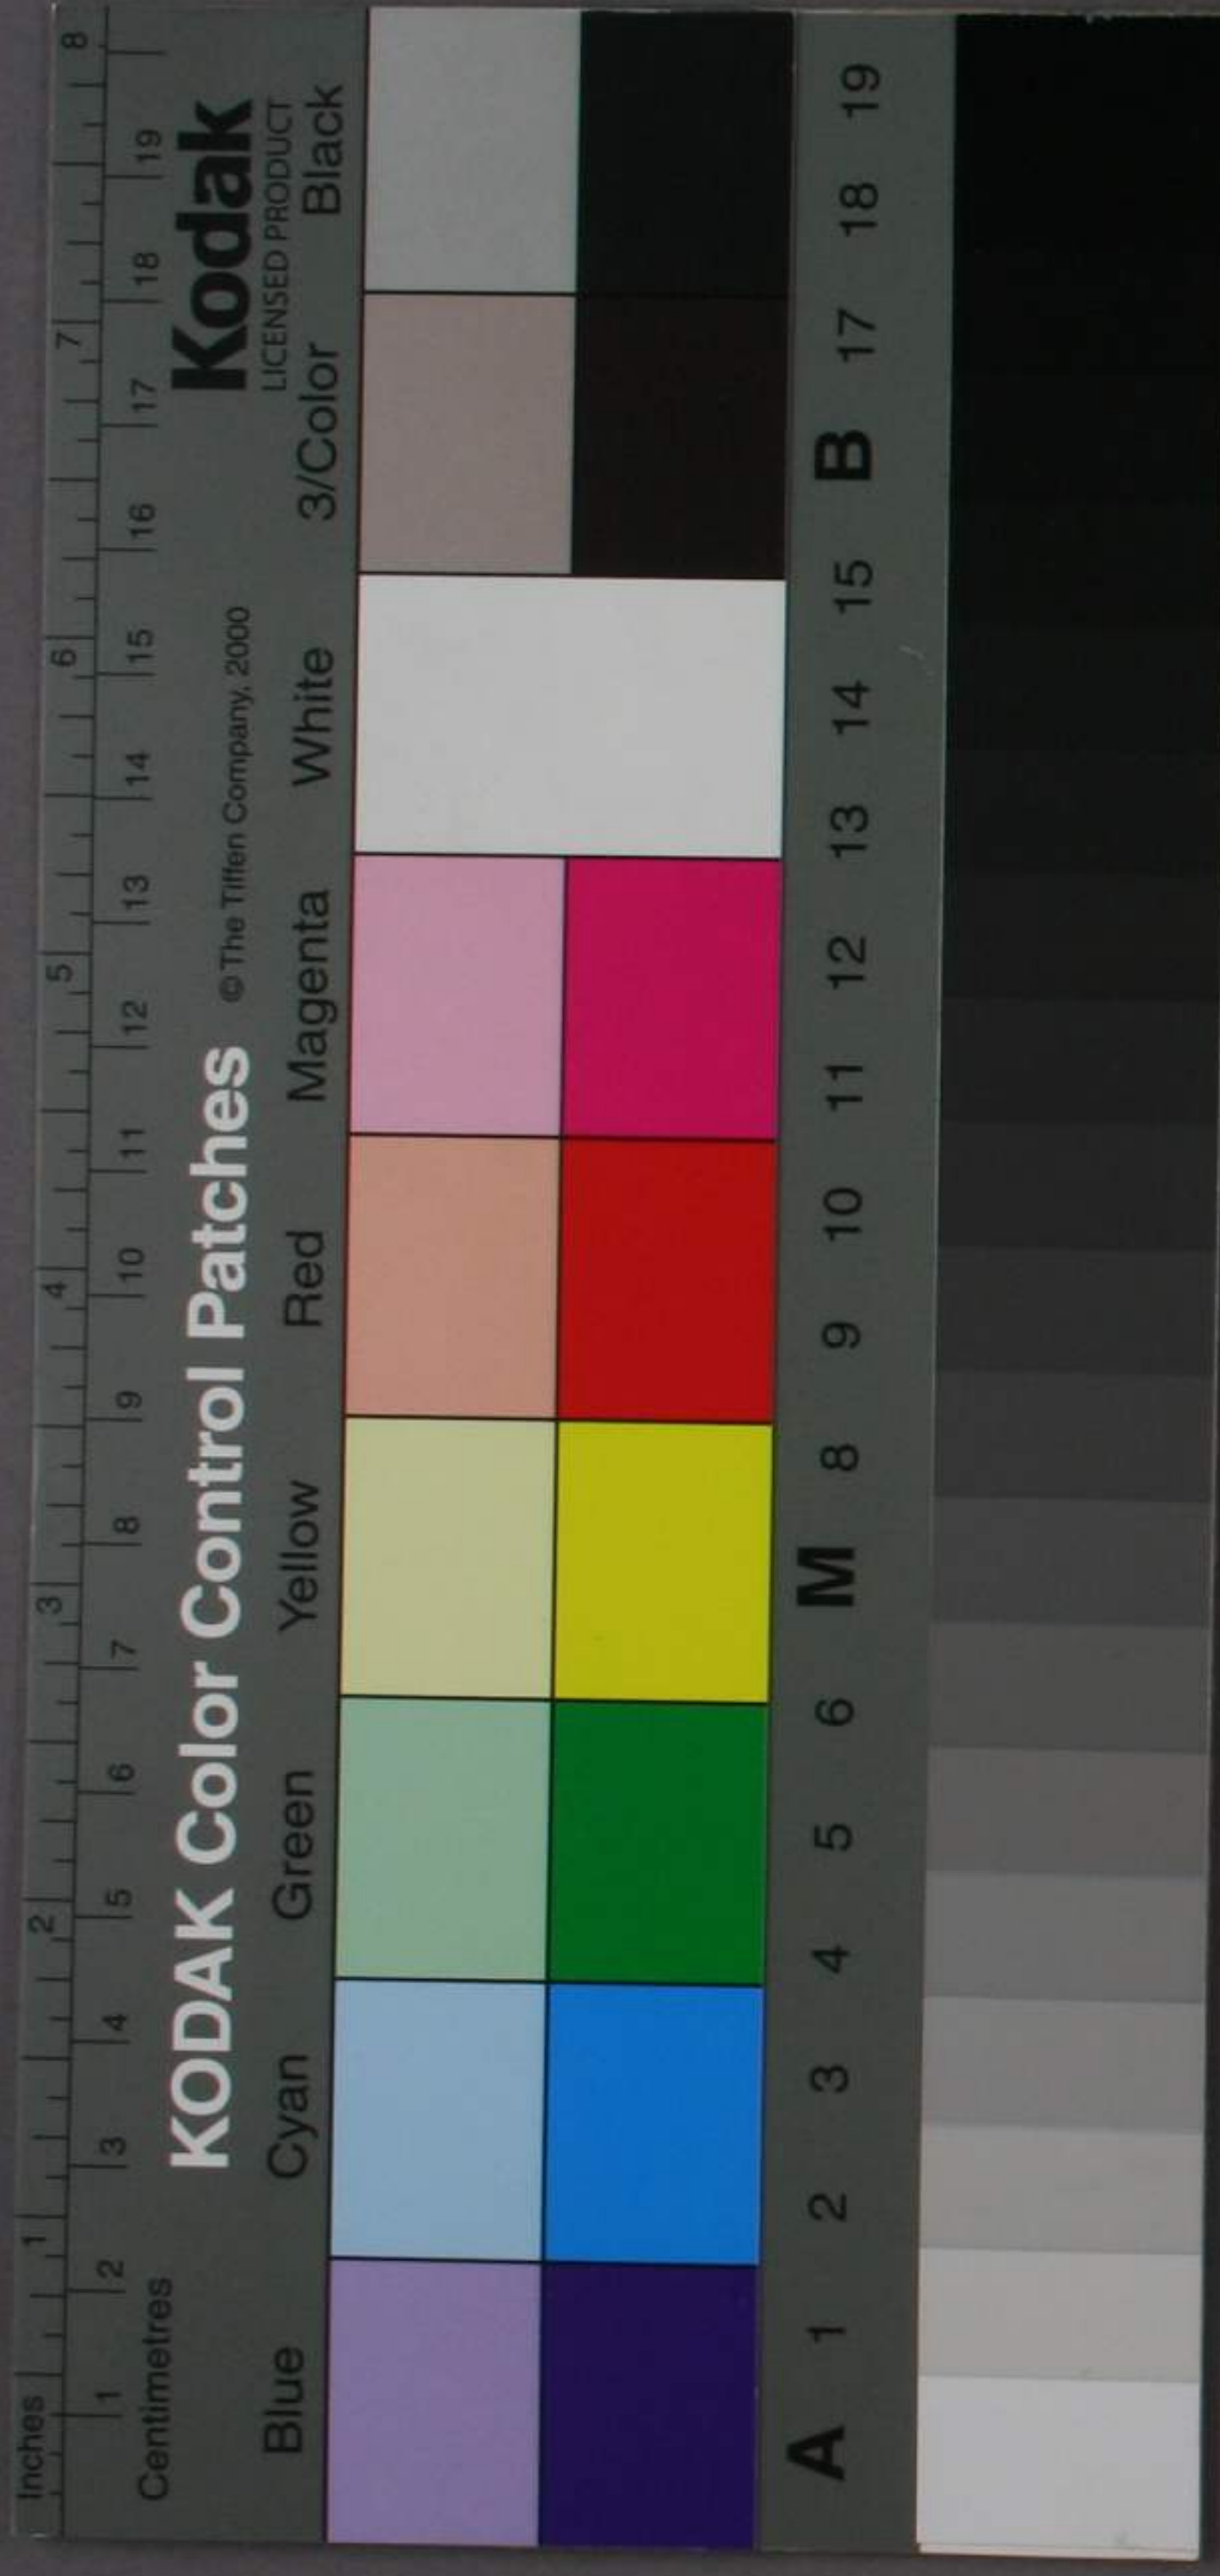 Inches 1 2 3 4 5 6 7 8
Centimetres 1 2 3 4 5 6 7 8 9 10 11 12 13 14 15 16 17 18 19
KODAK Color Control Patches © The Tiffen Company, 2000 Kodak
LICENSED PRODUCT
Blue Cyan Green Yellow Red Magenta White 3/Color Black
A 1 2 3 4 5 6 M 8 9 10 11 12 13 14 15 B 17 18 19